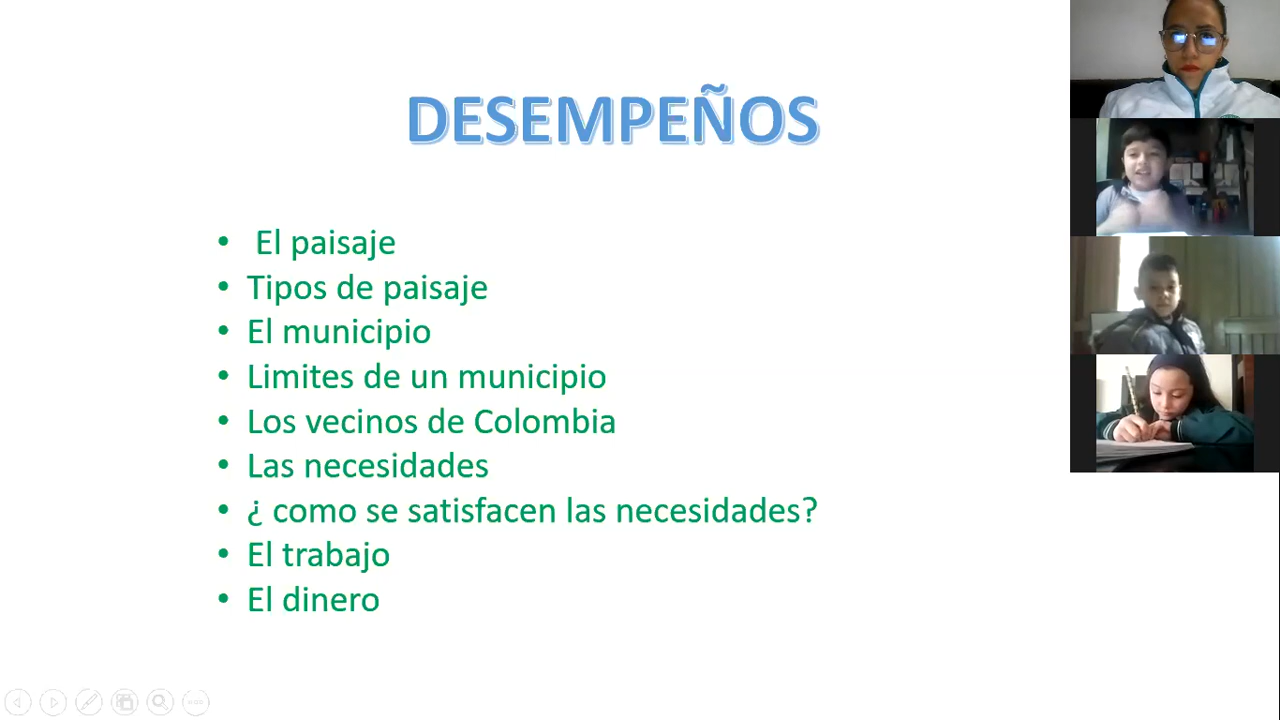 DESEMPEÑOS
• El paisaje
• Tipos de paisaje
• El municipio
• Limites de un municipio
• Los vecinos de Colombia
• Las necesidades
• ¿ como se satisfacen las necesidades?
• El trabajo
• El dinero